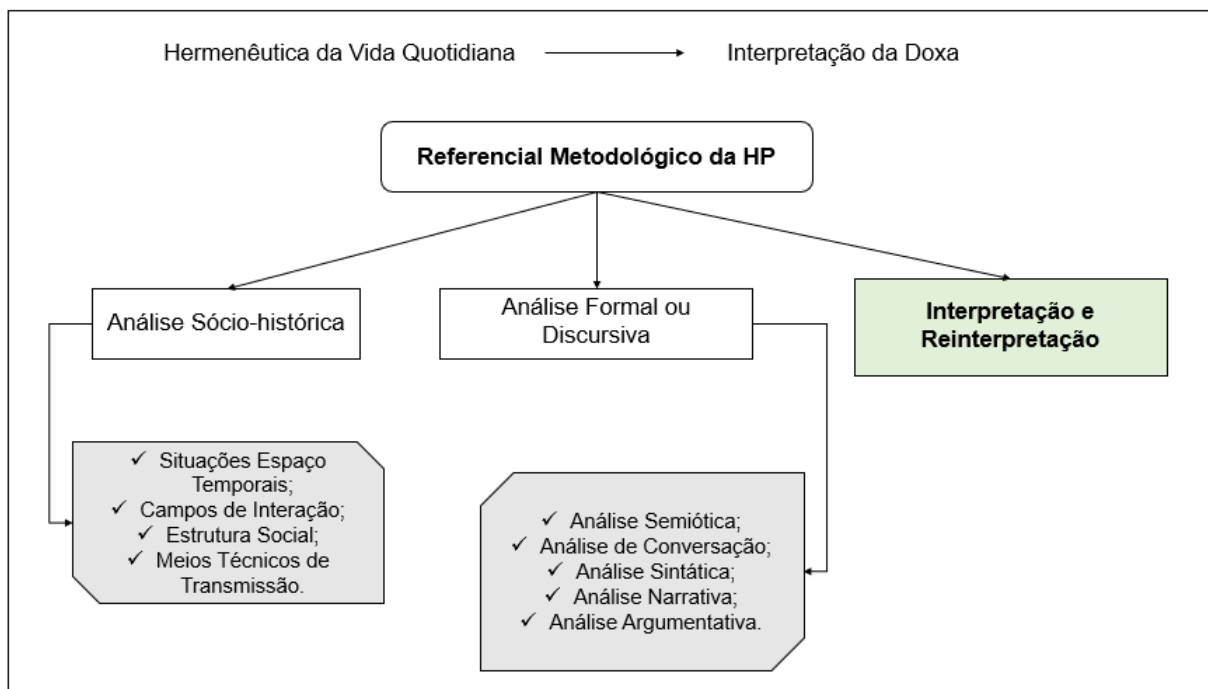 Hermenêutica da Vida Quotidiana
Interpretação da Doxa
Referencial Metodológico da HP
Análise Sócio-histórica
Análise Formal ou
Discursiva
Interpretação e
Reinterpretação
✓ Situações Espaço
Temporais;
✓ Campos de Interação;
✓ Estrutura Social;
✓ Meios Técnicos de
Transmissão.
✓ Análise Semiótica;
✓ Análise de Conversação;
✓ Análise Sintática;
✓ Análise Narrativa;
✓ Análise Argumentativa.